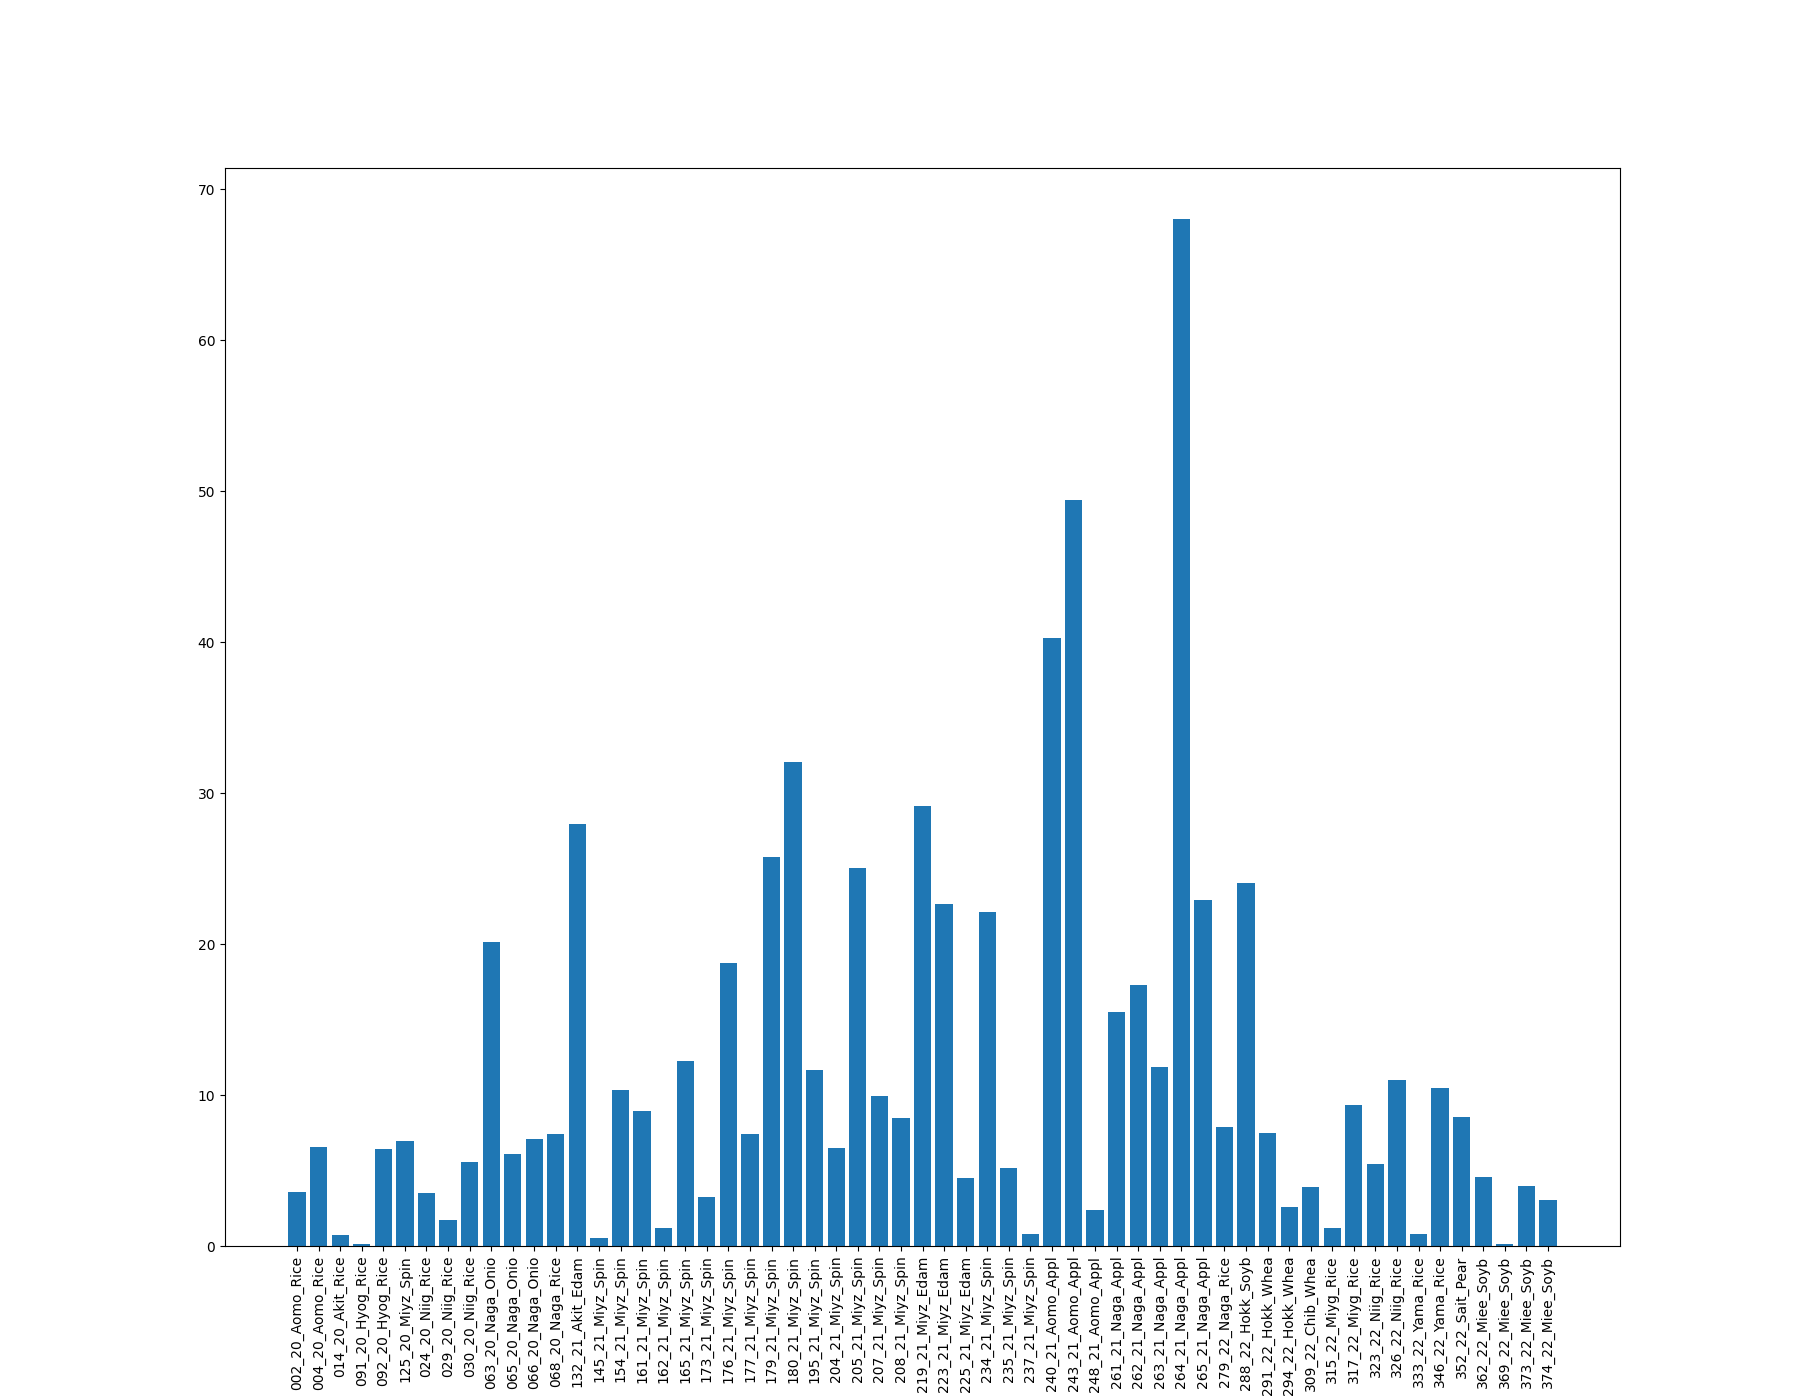 70
60
50
40
30
20
10
0
002_20_Aomo_Rice
004_20_Aomo_Rice
014_20_Akit_Rice
091_20_Hyog_Rice
092_20_Hyog_Rice
125_20_Miyz_Spin
024_20_Niig_Rice
029_20_Niig_Rice
030_20_Niig_Rice
063_20_Naga_Onio
065_20_Naga_Onio
066_20_Naga_Onio
068_20_Naga_Rice
132_21_Akit_Edam
145_21_Miyz_Spin
154_21_Miyz_Spin
161_21_Miyz_Spin
162_21_Miyz_Spin
165_21_Miyz_Spin
173_21_Miyz_Spin
176_21_Miyz_Spin
177_21_Miyz_Spin
179_21_Miyz_Spin
180_21_Miyz_Spin
195_21_Miyz_Spin
204_21_Miyz_Spin
205_21_Miyz_Spin
207_21_Miyz_Spin
208_21_Miyz_Spin
219_21_Miyz_Edam
223_21_Miyz_Edam
225_21_Miyz_Edam
234_21_Miyz_Spin
235_21_Miyz_Spin
237_21_Miyz_Spin
240_21_Aomo_Appl
243_21_Aomo_Appl
248_21_Aomo_Appl
261_21_Naga_Appl
262_21_Naga_Appl
263_21_Naga_Appl
264_21_Naga_Appl
265_21_Naga_Appl
279_22_Naga_Rice
288_22_Hokk_Soyb
291_22_Hokk_Whea
294_22_Hokk_Whea
309_22_Chib_Whea
315_22_Miyg_Rice
317_22_Miyg_Rice
323_22_Niig_Rice
326_22_Niig_Rice
333_22_Yama_Rice
346_22_Yama_Rice
352_22_Sait_Pear
362_22_Miee_Soyb
369_22_Miee_Soyb
373_22_Miee_Soyb
374_22_Miee_Soyb